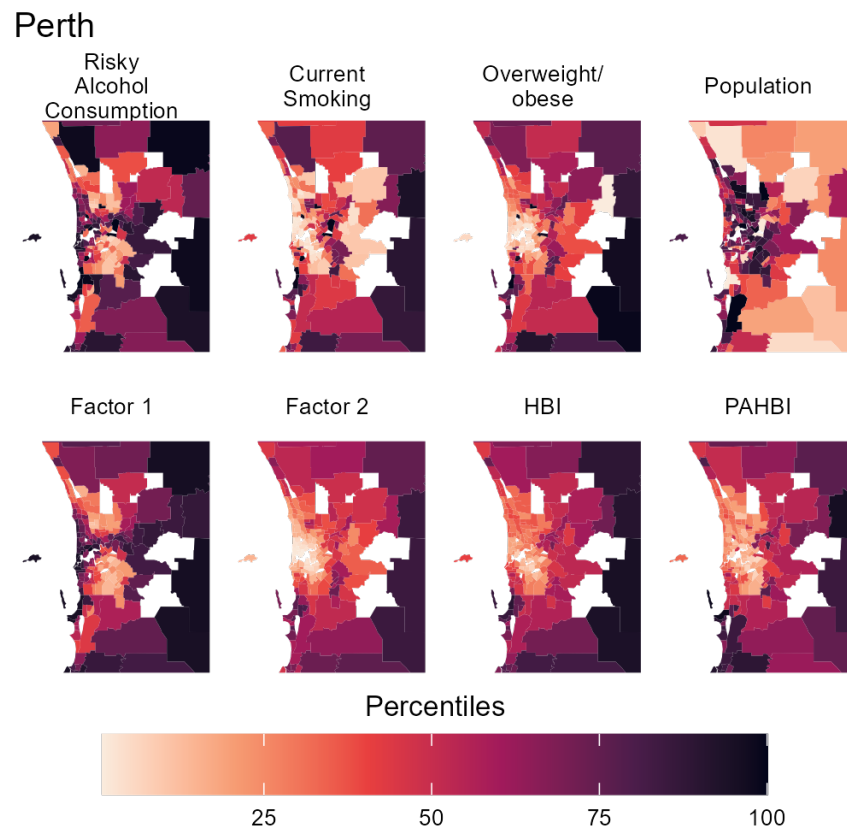 Perth
Risky
Alcohol
Consumption
Current
Smoking
Overweight/
obese
Population
Factor 1
Factor 2
HBI
PAHBI
Percentiles
25
50
75
100